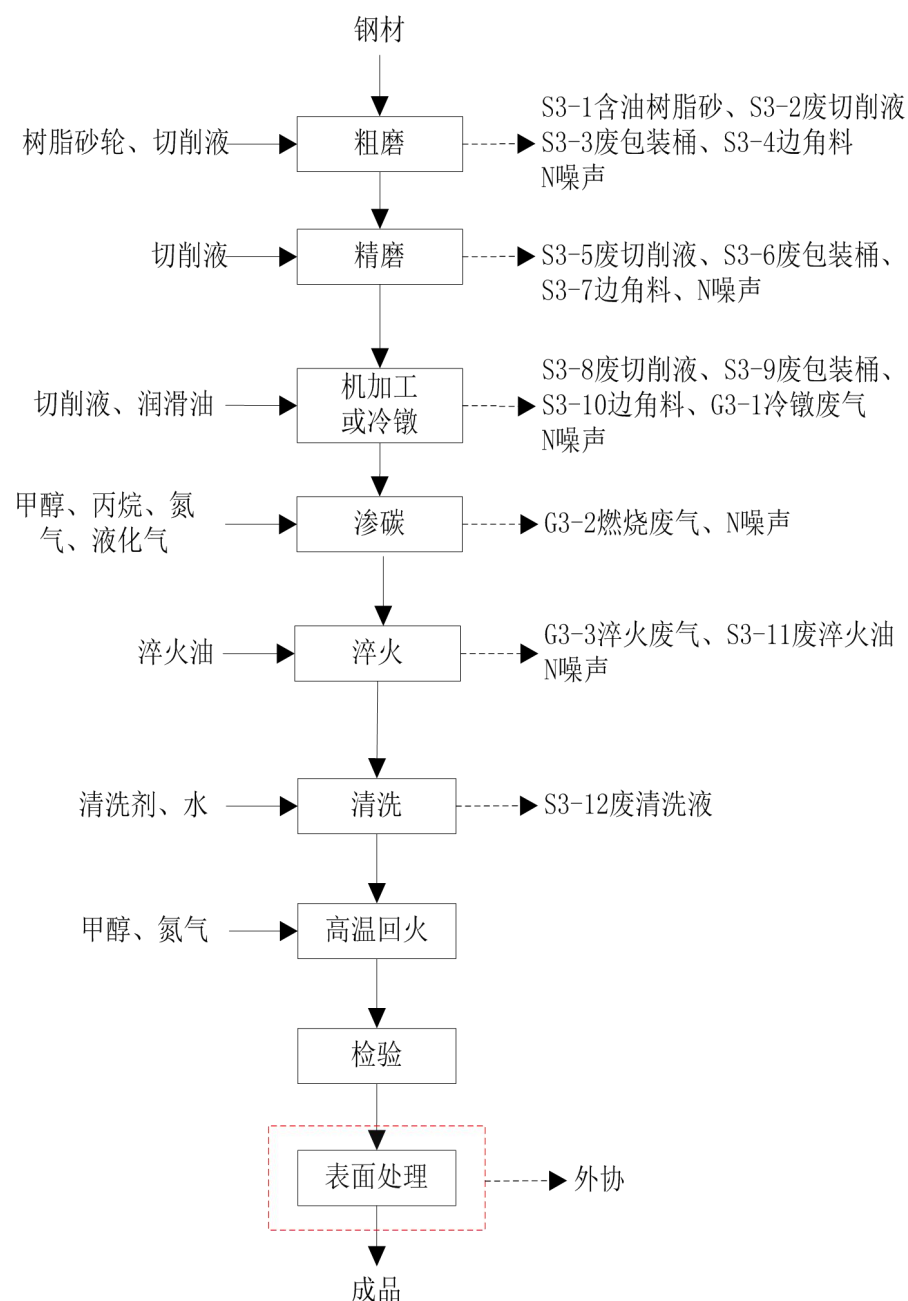 钢材
S3-1含油树脂砂、S3-2废切削液
树脂砂轮、切削液
粗磨
S3-3废包装桶、S3-4边角料
N噪声
切削液
精磨
S3-5废切削液、S3-6废包装桶、
S3-7边角料、N噪声
切削液、润滑油
机加工
或冷镦
S3-8废切削液、S3-9废包装桶、
S3-10边角料、G3-1冷镦废气
N噪声
甲醇、丙烷、氮
气、液化气
渗碳
G3-2燃烧废气、N噪声
淬火油
淬火
G3-3淬火废气、S3-11废淬火油
N噪声
清洗剂、水
清洗
S3-12废清洗液
甲醇、氮气
高温回火
检验
表面处理
外协
成品